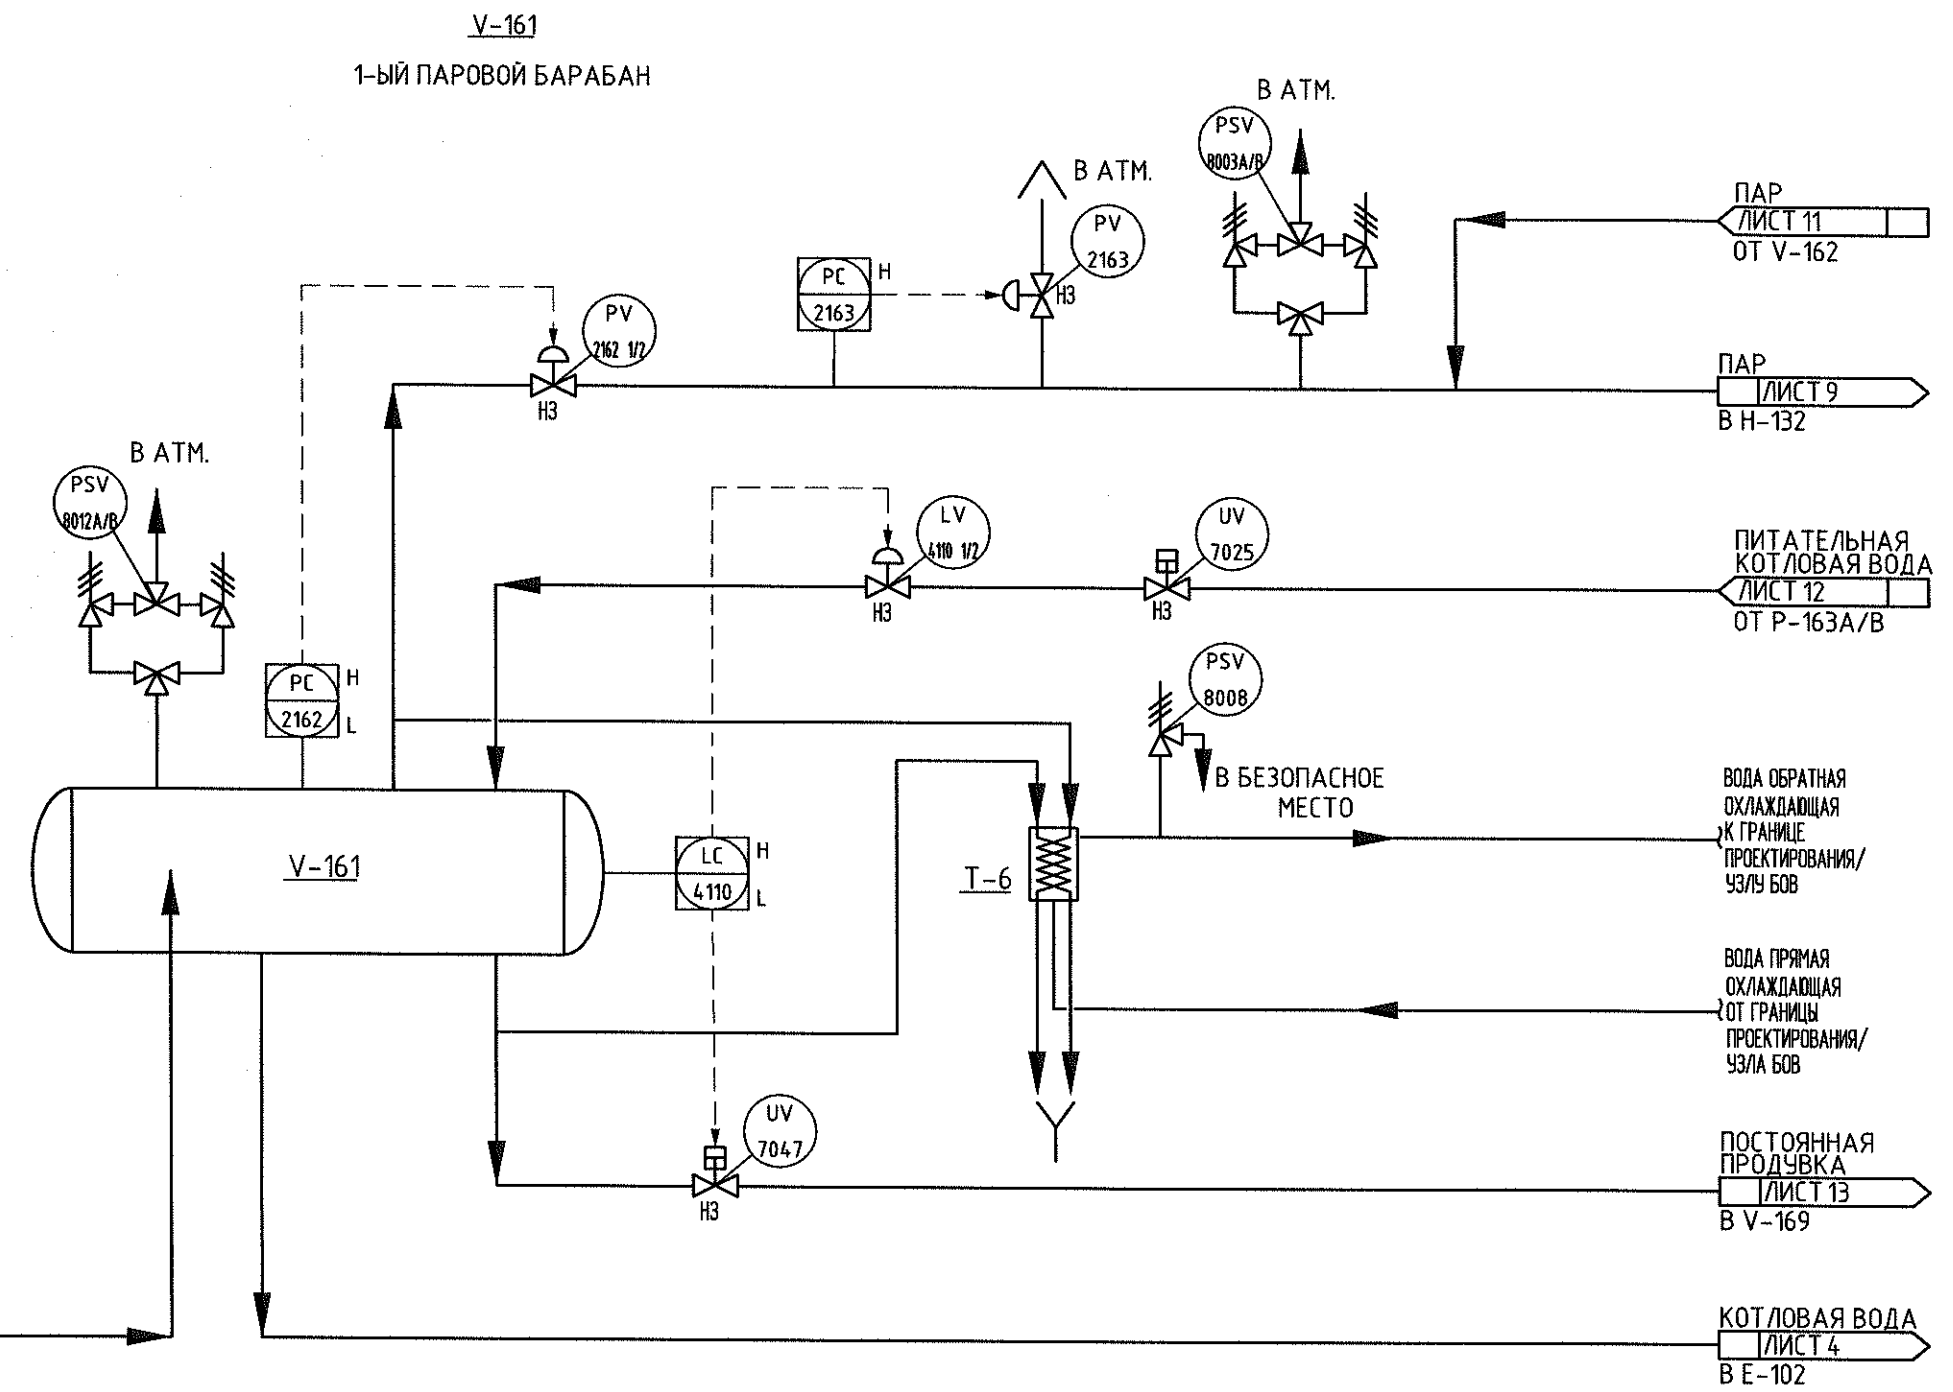 V-161
1-ЫЙ ПАРОВОЙ БАРАБАН
В АТМ.
PSV
8003A/B
В АТМ.
PV
2163
НЗ
PC
2163
H
ПАР
ЛИСТ 11
ОТ V-162
PV
2162 1/2
НЗ
ПАР
ЛИСТ 9
В Н-132
В АТМ.
PSV
8012A/B
LV
4110 1/2
НЗ
UV
7025
НЗ
ПИТАТЕЛЬНАЯ
КОТЛОВАЯ ВОДА
ЛИСТ 12
ОТ Р-163А/В
PC
2162
H
L
PSV
8008
В БЕЗОПАСНОЕ
МЕСТО
ВОДА ОБРАТНАЯ
ОХЛАЖДАЮЩАЯ
К ГРАНИЦЕ
ПРОЕКТИРОВАНИЯ/
УЗЛУ БОВ
V-161
LC
4110
H
L
Т-6
ВОДА ПРЯМАЯ
ОХЛАЖДАЮЩАЯ
ОТ ГРАНИЦЫ
ПРОЕКТИРОВАНИЯ/
УЗЛА БОВ
UV
7047
НЗ
ПОСТОЯННАЯ
ПРОДУВКА
ЛИСТ 13
В V-169
КОТЛОВАЯ ВОДА
ЛИСТ 4
В Е-102